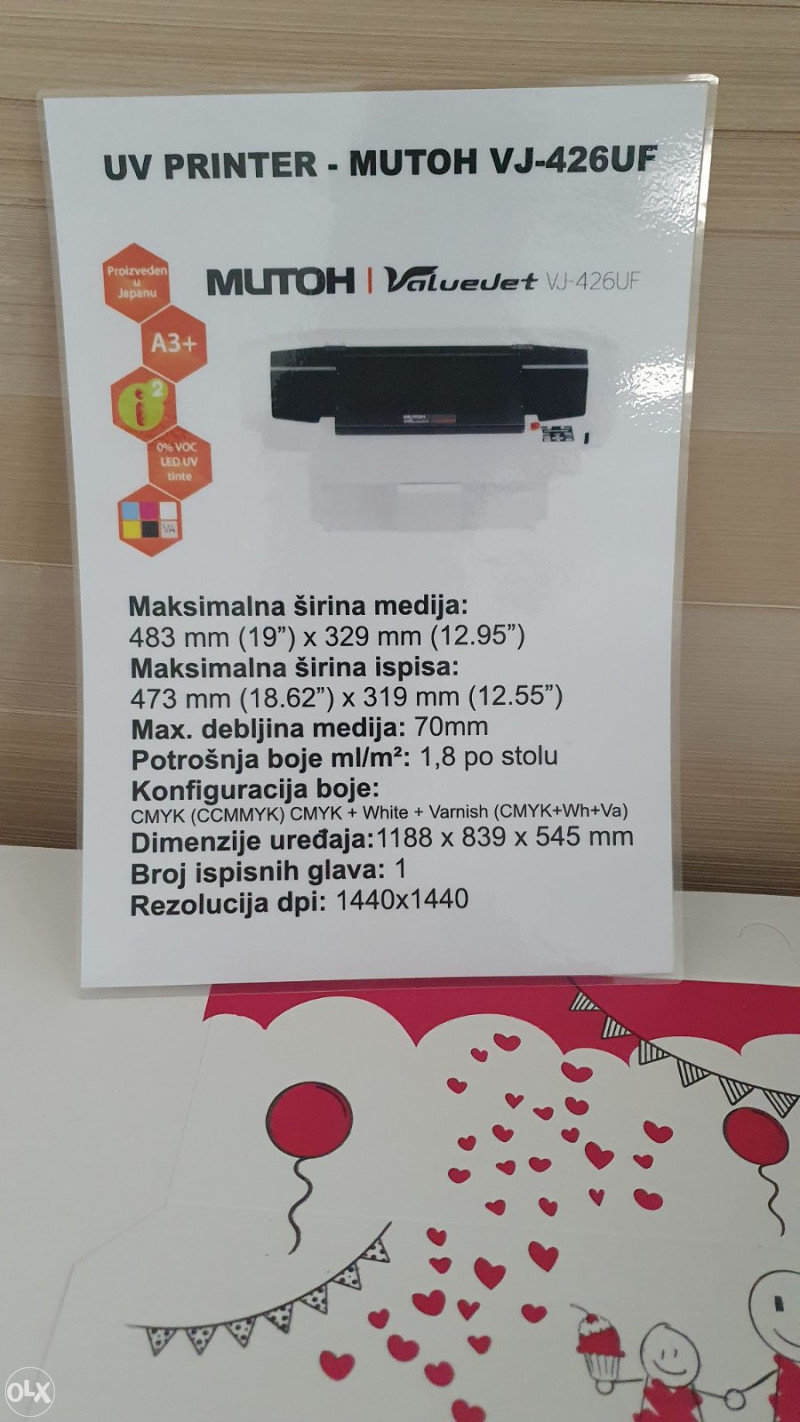 UV PRINTER - MUTOH VJ-426UF
Proizveden
u
Japanu
MUTOH | ValueJet VJ-426UF
A3+
i2
0% VOC
LED UV
tinte
VA
MUTOH
Maksimalna širina medija:
483 mm (19”) x 329 mm (12.95”)
Maksimalna širina ispisa:
473 mm (18.62”) x 319 mm (12.55”)
Max. debljina medija: 70mm
Potrošnja boje ml/m²: 1,8 po stolu
Konfiguracija boje:
CMYK (CCMMYK) CMYK + White + Varnish (CMYK+Wh+Va)
Dimenzije uređaja:1188 x 839 x 545 mm
Broj ispisnih glava: 1
Rezolucija dpi: 1440x1440
OLX